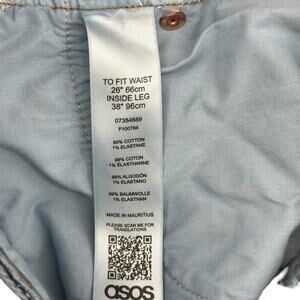 TO FIT WAIST
26" 66cm
INSIDE LEG
38" 96cm
07354689
F100784
99% COTTON
1% ELASTANE
99% COTON
1% ELASTHANNE
99% ALGODÓN
1% ELASTANO
99% BAUMWOLLE
1% ELASTHAN
MADE IN MAURITIUS
PLEASE SCAN ME FOR
TRANSLATIONS
asos